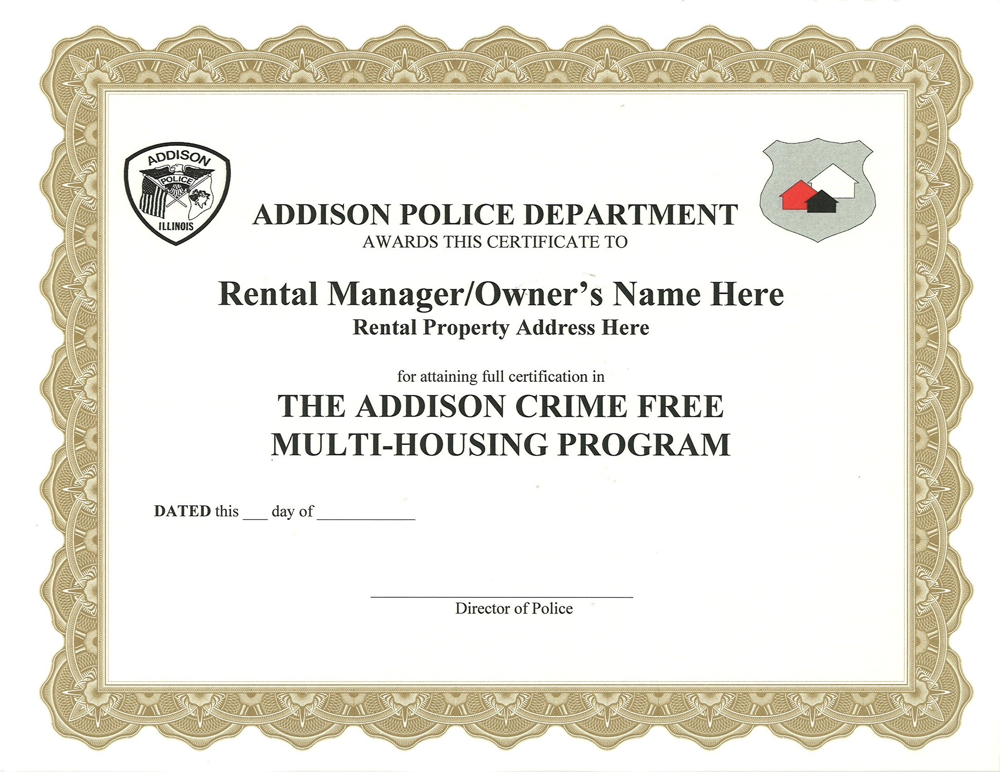 ADDISON
POLICE
ILLINOIS
ADDISON POLICE DEPARTMENT
AWARDS THIS CERTIFICATE TO
Rental Manager/Owner’s Name Here
Rental Property Address Here
for attaining full certification in
THE ADDISON CRIME FREE
MULTI-HOUSING PROGRAM
DATED this ___ day of ____________
Director of Police